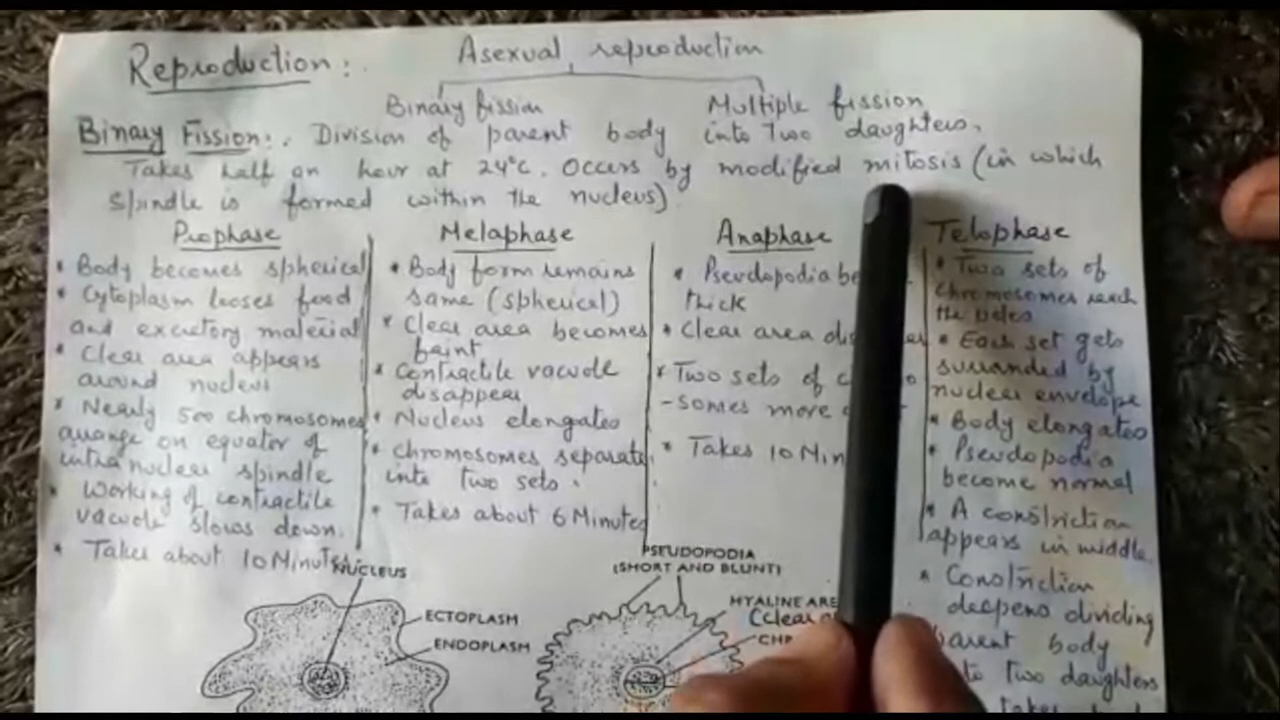 Reproduction:. Asexual reproduction
Binary fission Multiple fission
Binary Fission:. Division of parent body into Two daughters.
Takes half an hour at 24°C. Occurs by modified mitosis (in which
spindle is formed within the nucleus)
Prophase
* Body becomes spherical
* Cytoplasm looses food
and excretory material
* Clear area appears
around nucleus
* Nearly 500 chromosomes
arrange on equator of
intra nuclear spindle
* Working of contractile
vacuole slows down.
* Takes about 10 Minutes
Metaphase
* Body form remains
same (spherical)
* Clear area becomes
faint
* Contractile vacuole
disappear
* Nucleus elongates
* Chromosomes separate
into two sets.
* Takes about 6 Minutes
Anaphase
* Pseudopodia be
thick
* Clear area dis
* Two sets of c
-somes move
* Takes 10 Min
Telophase
* Two sets of
chromosomes reach
the poles
* Each set gets
surranded by
nuclear envelope
* Body elongates
* Pseudopodia
become normal
* A constriction
appears in middle.
* Constriction
deepens dividing
parent body
to two daughters
takes
NUCLEUS
ECTOPLASM
ENDOPLASM
PSEUDOPODIA
(SHORT AND BLUNT)
HYALINE ARE
(Clear a
CHR